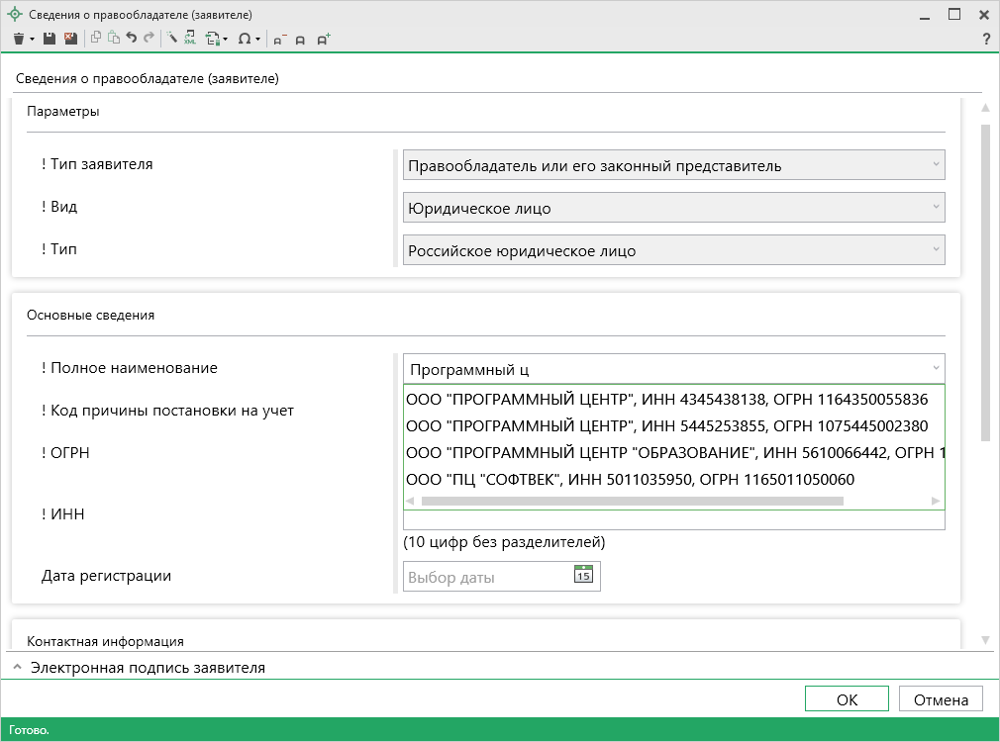 Сведения о правообладателе (заявителе)
?
Сведения о правообладателе (заявителе)
Параметры
! Тип заявителя
Правообладатель или его законный представитель
! Вид
Юридическое лицо
! Тип
Российское юридическое лицо
Основные сведения
! Полное наименование
Программный ц
ООО "ПРОГРАММНЫЙ ЦЕНТР", ИНН 4345438138, ОГРН 1164350055836
! Код причины постановки на учет
ООО "ПРОГРАММНЫЙ ЦЕНТР", ИНН 5445253855, ОГРН 1075445002380
! ОГРН
ООО "ПРОГРАММНЫЙ ЦЕНТР "ОБРАЗОВАНИЕ", ИНН 5610066442, ОГРН 1
ООО "ПЦ "СОФТВЕК", ИНН 5011035950, ОГРН 1165011050060
! ИНН
(10 цифр без разделителей)
Дата регистрации
Выбор даты
15
Контактная информация
Электронная подпись заявителя
ОК
Отмена
Готово.